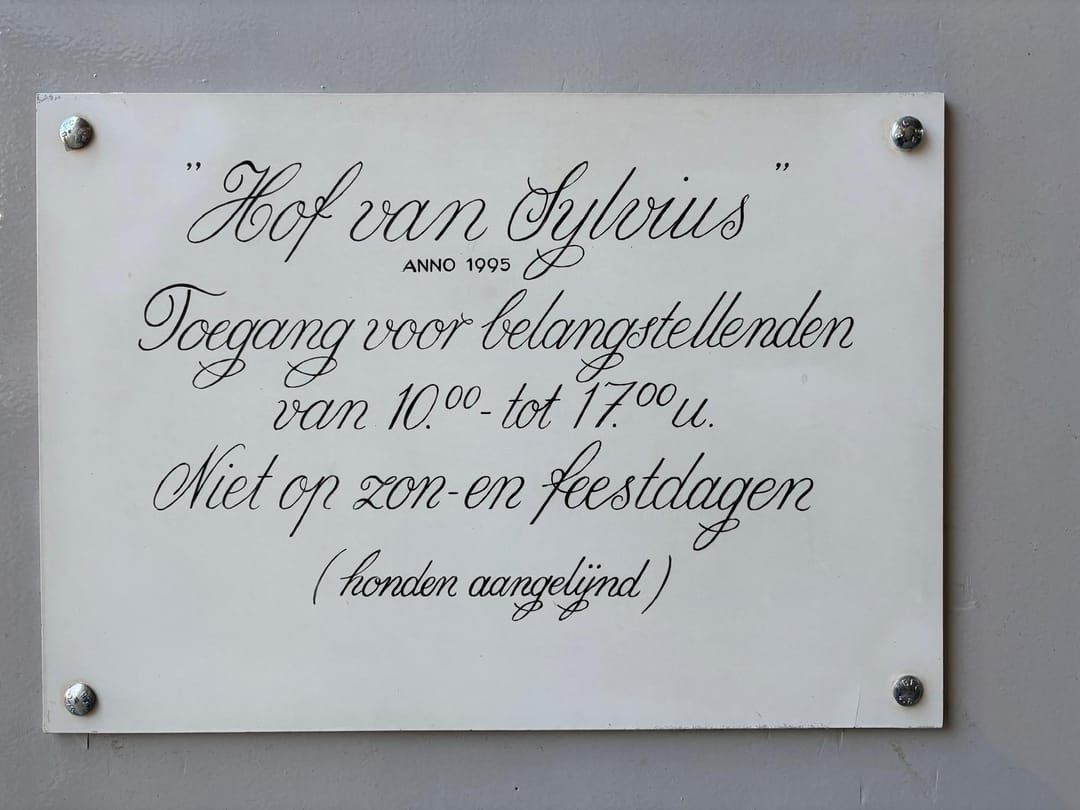 " Hof van Sylvius "
ANNO 1995
Toegang voor belangstellenden
van 10.00 - tot 17.00 u.
Niet op zon-en feestdagen
(honden aangelijnd)